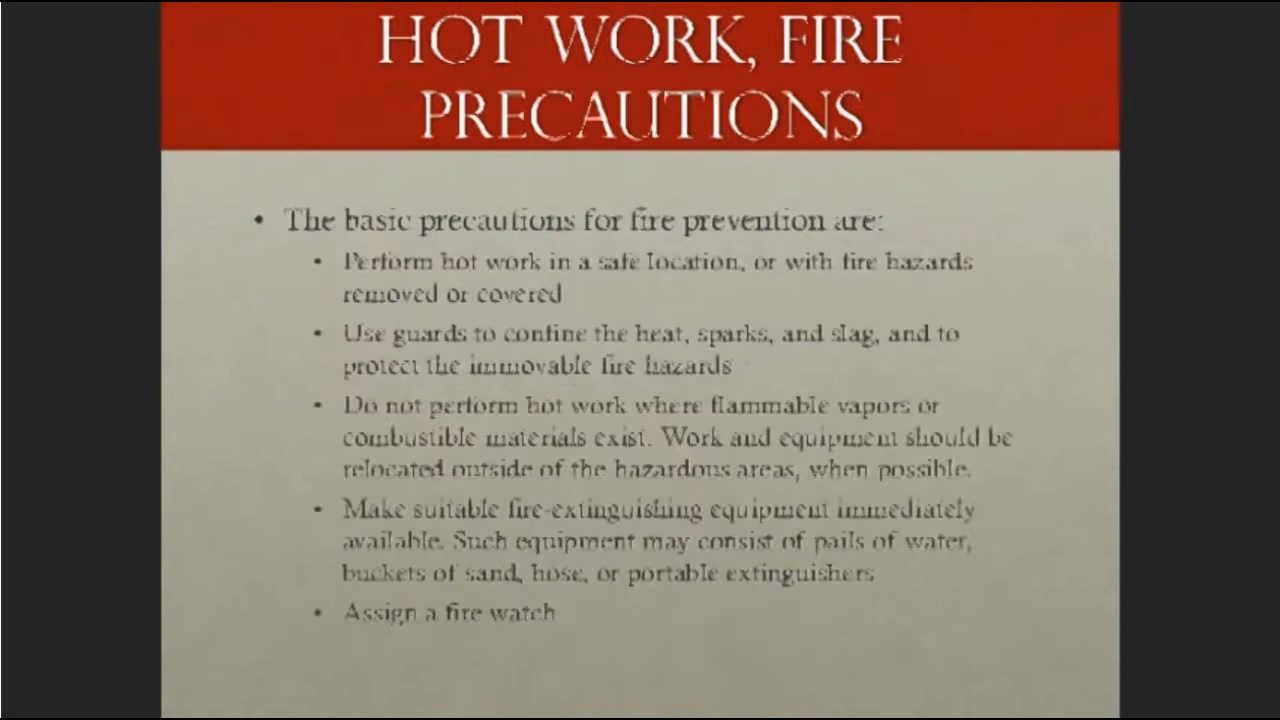 HOT WORK, FIRE
PRECAUTIONS
• The basic precautions for fire prevention are:
• Perform hot work in a safe location, or with fire hazards
removed or covered
• Use guards to confine the heat, sparks, and slag, and to
protect the immovable fire hazards
• Do not perform hot work where flammable vapors or
combustible materials exist. Work and equipment should be
relocated outside of the hazardous areas, when possible.
• Make suitable fire-extinguishing equipment immediately
available. Such equipment may consist of pails of water,
buckets of sand, hose, or portable extinguishers
• Assign a fire watch